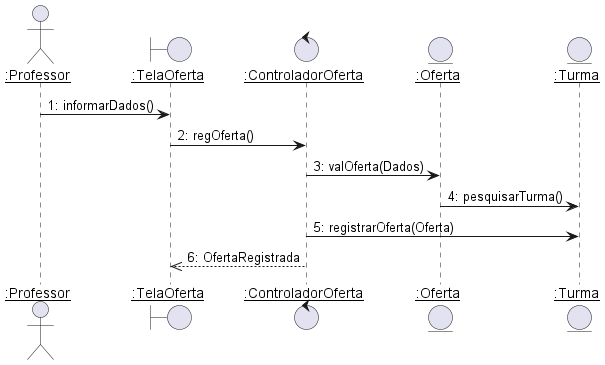 :Professor :TelaOferta :ControladorOferta :Oferta :Turma
1: informarDados()
2: regOferta()
3: valOferta(Dados)
4: pesquisarTurma()
5: registrarOferta(Oferta)
6: OfertaRegistrada
:Professor :TelaOferta :ControladorOferta :Oferta :Turma